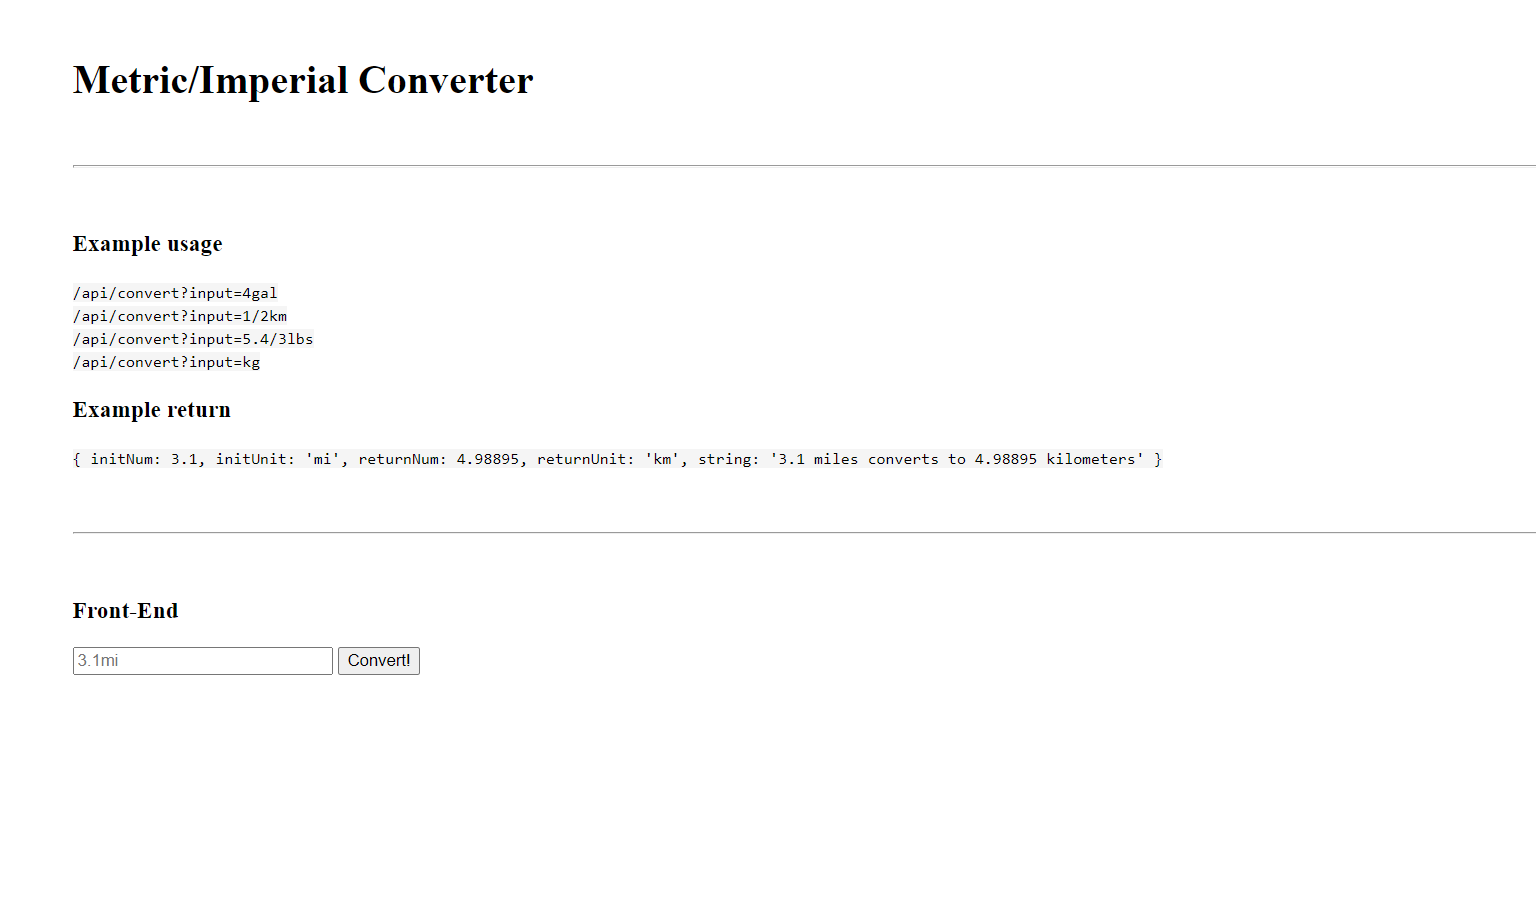 Metric/Imperial Converter
Example usage
/api/convert?input=4gal
/api/convert?input=1/2km
/api/convert?input=5.4/3lbs
/api/convert?input=kg
Example return
{ initNum: 3.1, initUnit: 'mi', returnNum: 4.98895, returnUnit: 'km', string: '3.1 miles converts to 4.98895 kilometers' }
Front-End
3.1mi Convert!